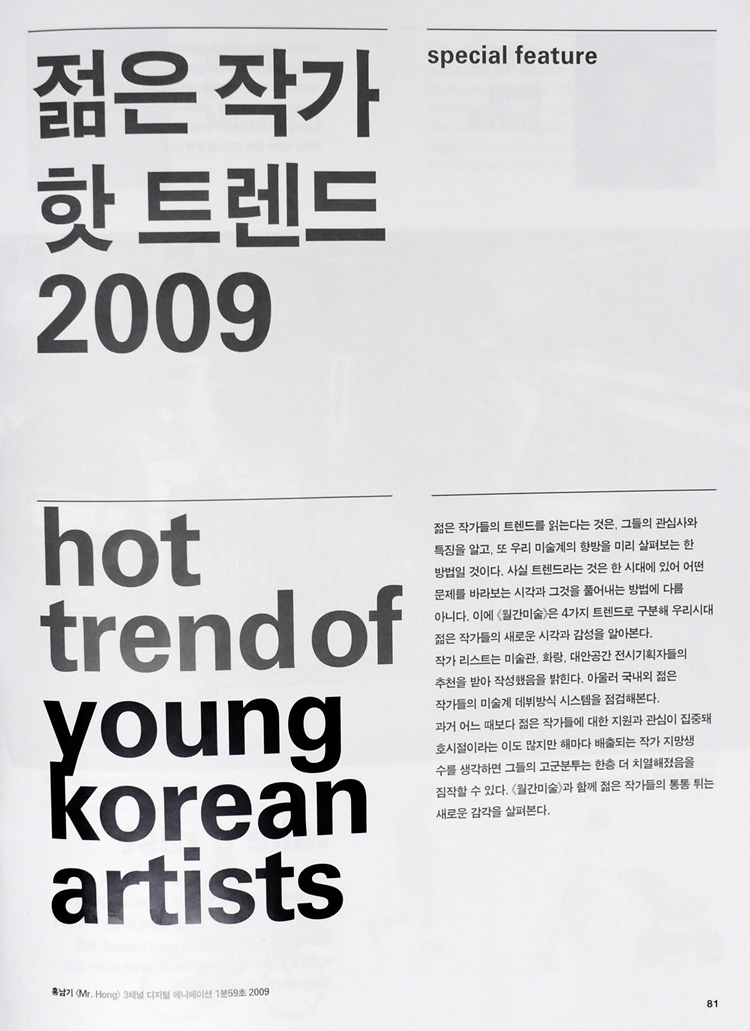 젊은 작가
핫 트렌드
2009
special feature
hot
trend of
young
korean
artists
젊은 작가들의 트렌드를 읽는다는 것은, 그들의 관심사와
특징을 알고, 또 우리 미술계의 향방을 미리 살펴보는 한
방법일 것이다. 사실 트렌드라는 것은 한 시대에 있어 어떤
문제를 바라보는 시각과 그것을 풀어내는 방법에 다름
아니다. 이에 《월간미술》은 4가지 트렌드로 구분해 우리시대
젊은 작가들의 새로운 시각과 감성을 알아본다.
작가 리스트는 미술관, 화랑, 대안공간 전시기획자들의
추천을 받아 작성했음을 밝힌다. 아울러 국내외 젊은
작가들의 미술계 데뷔방식 시스템을 점검해본다.
과거 어느 때보다 젊은 작가들에 대한 지원과 관심이 집중돼
호시절이라는 이도 많지만 해마다 배출되는 작가 지망생
수를 생각하면 그들의 고군분투는 한층 더 치열해졌음을
짐작할 수 있다. 《월간미술》과 함께 젊은 작가들의 통통 튀는
새로운 감각을 살펴본다.
홍남기 〈Mr. Hong〉 3채널 디지털 애니메이션 1분59초 2009
81